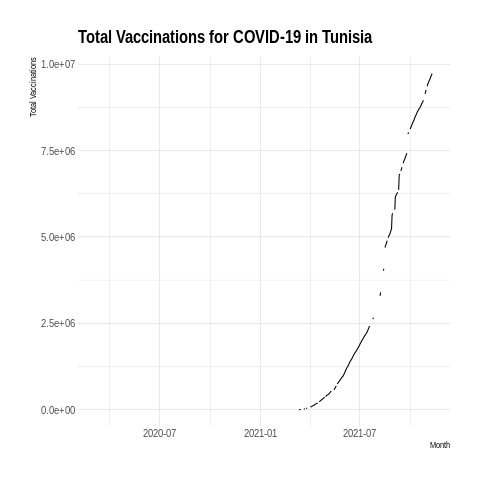 Total Vaccinations for COVID-19 in Tunisia
Total Vaccinations
1.0e+07
7.5e+06
5.0e+06
2.5e+06
0.0e+00
2020-07 2021-01 2021-07
Month